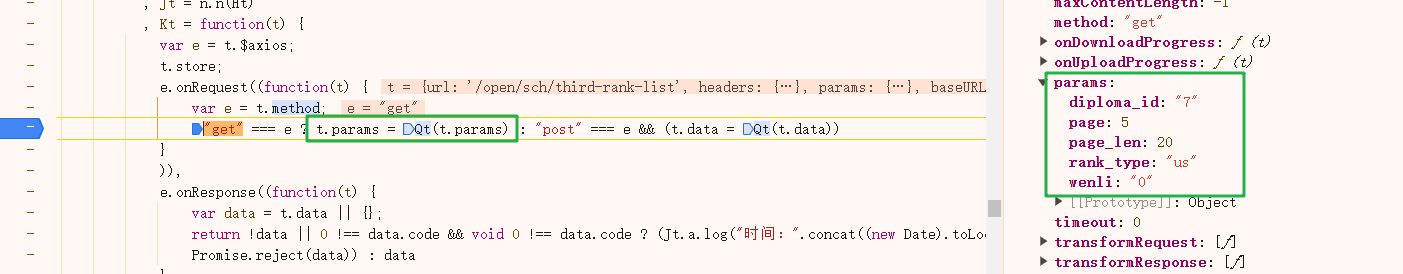 , Jt = n.n(Ht)
, Kt = function(t) {
var e = t.$axios;
t.store;
e.onRequest((function(t) { t = {url: '/open/sch/third-rank-list', headers: {…}, params: {…}, baseURL
var e = t.method; e = "get"
"get" === e ? t.params = Qt(t.params) : "post" === e && (t.data = Qt(t.data))
}
)),
e.onResponse((function(t) {
var data = t.data || {};
return !data || 0 !== data.code && void 0 !== data.code ? (Jt.a.log("时间：".concat((new Date).toLo
Promise.reject(data)) : data
maxContentLength: -1
method: "get"
onDownloadProgress: ƒ (t)
onUploadProgress: ƒ (t)
params:
diploma_id: "7"
page: 5
page_len: 20
rank_type: "us"
wenli: "0"
[[Prototype]]: Object
timeout: 0
transformRequest: [ƒ]
transformResponse: [ƒ]